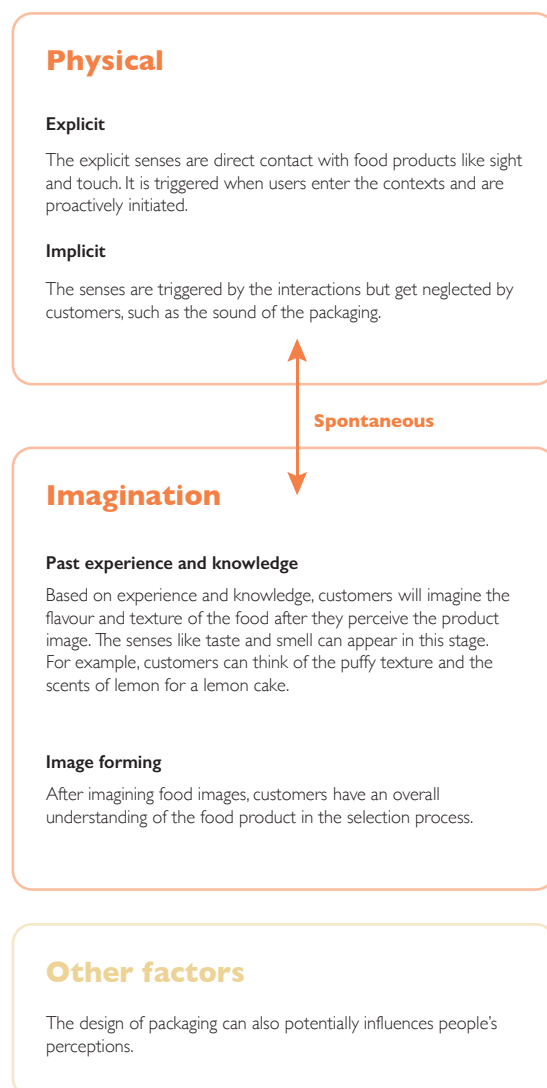 Physical
Explicit
The explicit senses are direct contact with food products like sight
and touch. It is triggered when users enter the contexts and are
proactively initiated.
Implicit
The senses are triggered by the interactions but get neglected by
customers, such as the sound of the packaging.
Spontaneous
Imagination
Past experience and knowledge
Based on experience and knowledge, customers will imagine the
flavour and texture of the food after they perceive the product
image. The senses like taste and smell can appear in this stage.
For example, customers can think of the puffy texture and the
scents of lemon for a lemon cake.
Image forming
After imagining food images, customers have an overall
understanding of the food product in the selection process.
Other factors
The design of packaging can also potentially influences people's
perceptions.